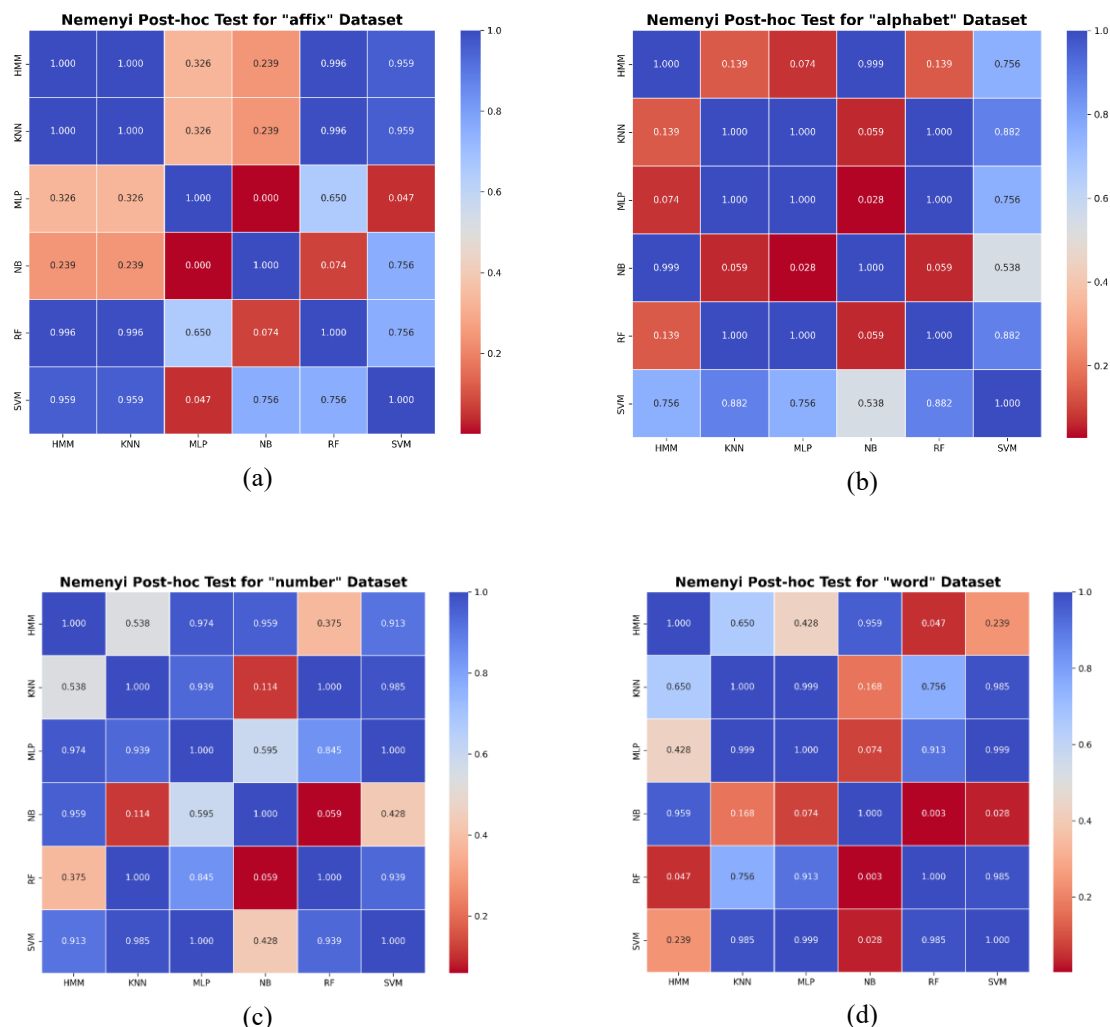 Nemenyi Post-hoc Test for "affix" Dataset
HMM 1.000 1.000 0.326 0.239 0.996 0.959
KNN 1.000 1.000 0.326 0.239 0.996 0.959
MLP 0.326 0.326 1.000 0.000 0.650 0.047
NB 0.239 0.239 0.000 1.000 0.074 0.756
RF 0.996 0.996 0.650 0.074 1.000 0.756
SVM 0.959 0.959 0.047 0.756 0.756 1.000
HMM KNN MLP NB RF SVM
1.0
0.8
0.6
0.4
0.2
(a)
Nemenyi Post-hoc Test for "alphabet" Dataset
HMM 1.000 0.139 0.074 0.999 0.139 0.756
KNN 0.139 1.000 1.000 0.059 1.000 0.882
MLP 0.074 1.000 1.000 0.028 1.000 0.756
NB 0.999 0.059 0.028 1.000 0.059 0.538
RF 0.139 1.000 1.000 0.059 1.000 0.882
SVM 0.756 0.882 0.756 0.538 0.882 1.000
HMM KNN MLP NB RF SVM
1.0
0.8
0.6
0.4
0.2
(b)
Nemenyi Post-hoc Test for "number" Dataset
HMM 1.000 0.538 0.974 0.959 0.375 0.913
KNN 0.538 1.000 0.939 0.114 1.000 0.985
MLP 0.974 0.939 1.000 0.595 0.845 1.000
NB 0.959 0.114 0.595 1.000 0.059 0.428
RF 0.375 1.000 0.845 0.059 1.000 0.939
SVM 0.913 0.985 1.000 0.428 0.939 1.000
HMM KNN MLP NB RF SVM
1.0
0.8
0.6
0.4
0.2
(c)
Nemenyi Post-hoc Test for "word" Dataset
HMM 1.000 0.650 0.428 0.959 0.047 0.239
KNN 0.650 1.000 0.999 0.168 0.756 0.985
MLP 0.428 0.999 1.000 0.074 0.913 0.999
NB 0.959 0.168 0.074 1.000 0.003 0.028
RF 0.047 0.756 0.913 0.003 1.000 0.985
SVM 0.239 0.985 0.999 0.028 0.985 1.000
HMM KNN MLP NB RF SVM
1.0
0.8
0.6
0.4
0.2
(d)